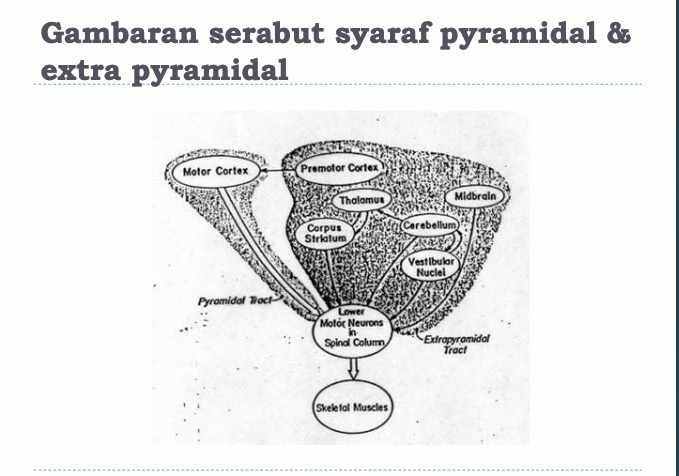 Gambaran serabut syaraf pyramidal &
extra pyramidal
Motor Cortex
Premotor Cortex
Thalamus
Midbrain
Corpus
Striatum
Cerebellum
Vestibular
Nuclei
Pyramidal Tract
Lower
Motor Neurons
in
Spinal Column
Extrapyramidal
Tract
Skeletal Muscles